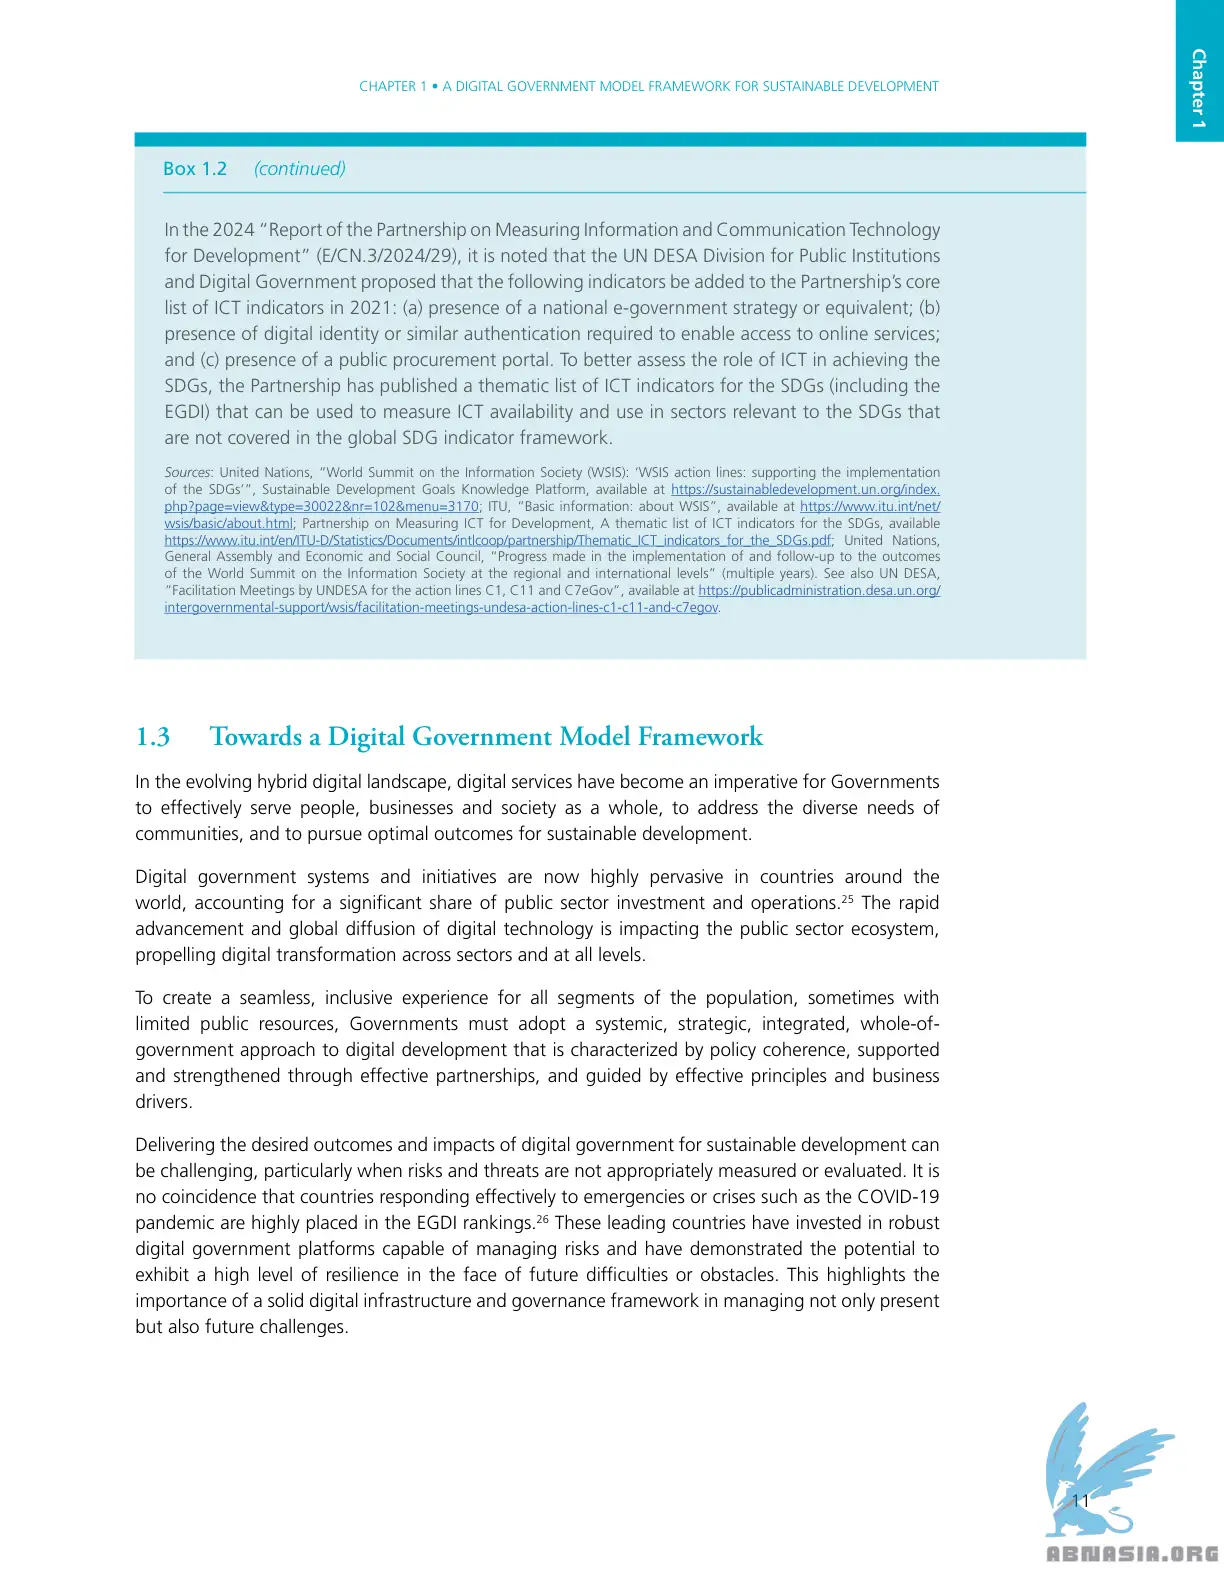 CHAPTER 1 • A DIGITAL GOVERNMENT MODEL FRAMEWORK FOR SUSTAINABLE DEVELOPMENT
Chapter 1
Box 1.2 (continued)
In the 2024 “Report of the Partnership on Measuring Information and Communication Technology
for Development” (E/CN.3/2024/29), it is noted that the UN DESA Division for Public Institutions
and Digital Government proposed that the following indicators be added to the Partnership’s core
list of ICT indicators in 2021: (a) presence of a national e-government strategy or equivalent; (b)
presence of digital identity or similar authentication required to enable access to online services;
and (c) presence of a public procurement portal. To better assess the role of ICT in achieving the
SDGs, the Partnership has published a thematic list of ICT indicators for the SDGs (including the
EGDI) that can be used to measure ICT availability and use in sectors relevant to the SDGs that
are not covered in the global SDG indicator framework.
Sources: United Nations, “World Summit on the Information Society (WSIS): ‘WSIS action lines: supporting the implementation
of the SDGs’”, Sustainable Development Goals Knowledge Platform, available at https://sustainabledevelopment.un.org/index.
php?page=view&type=30022&nr=102&menu=3170; ITU, “Basic information: about WSIS”, available at https://www.itu.int/net/
wsis/basic/about.html; Partnership on Measuring ICT for Development, A thematic list of ICT indicators for the SDGs, available
https://www.itu.int/en/ITU-D/Statistics/Documents/intlcoop/partnership/Thematic_ICT_indicators_for_the_SDGs.pdf; United Nations,
General Assembly and Economic and Social Council, “Progress made in the implementation of and follow-up to the outcomes
of the World Summit on the Information Society at the regional and international levels” (multiple years). See also UN DESA,
“Facilitation Meetings by UNDESA for the action lines C1, C11 and C7eGov”, available at https://publicadministration.desa.un.org/
intergovernmental-support/wsis/facilitation-meetings-undesa-action-lines-c1-c11-and-c7egov.
1.3 Towards a Digital Government Model Framework
In the evolving hybrid digital landscape, digital services have become an imperative for Governments
to effectively serve people, businesses and society as a whole, to address the diverse needs of
communities, and to pursue optimal outcomes for sustainable development.
Digital government systems and initiatives are now highly pervasive in countries around the
world, accounting for a significant share of public sector investment and operations.25 The rapid
advancement and global diffusion of digital technology is impacting the public sector ecosystem,
propelling digital transformation across sectors and at all levels.
To create a seamless, inclusive experience for all segments of the population, sometimes with
limited public resources, Governments must adopt a systemic, strategic, integrated, whole-of-
government approach to digital development that is characterized by policy coherence, supported
and strengthened through effective partnerships, and guided by effective principles and business
drivers.
Delivering the desired outcomes and impacts of digital government for sustainable development can
be challenging, particularly when risks and threats are not appropriately measured or evaluated. It is
no coincidence that countries responding effectively to emergencies or crises such as the COVID-19
pandemic are highly placed in the EGDI rankings.26 These leading countries have invested in robust
digital government platforms capable of managing risks and have demonstrated the potential to
exhibit a high level of resilience in the face of future difficulties or obstacles. This highlights the
importance of a solid digital infrastructure and governance framework in managing not only present
but also future challenges.
11
ABNASIA.ORG